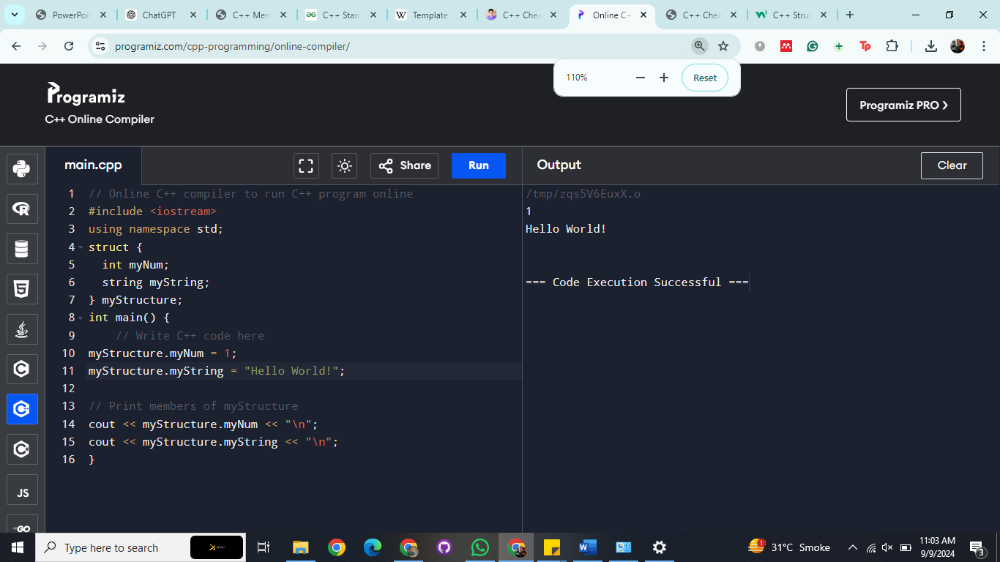 PowerPoin
ChatGPT
C++ Mem
C++ Stan
Template
C++ Chea
Online C+
C++ Chea
C++ Struc
programiz.com/cpp-programming/online-compiler/
110%
Reset
Programiz
C++ Online Compiler
Programiz PRO ❯
main.cpp
Share
Run
Output
Clear
1 // Online C++ compiler to run C++ program online
2 #include <iostream>
3 using namespace std;
4 struct {
5   int myNum;
6   string myString;
7 } myStructure;
8 int main() {
9     // Write C++ code here
10 myStructure.myNum = 1;
11 myStructure.myString = "Hello World!";
12
13 // Print members of myStructure
14 cout << myStructure.myNum << "\n";
15 cout << myStructure.myString << "\n";
16 }
/tmp/zqs5V6EuxX.o
1
Hello World!
=== Code Execution Successful ===
JS
GO
Type here to search
1
31°C Smoke
11:03 AM
9/9/2024
3